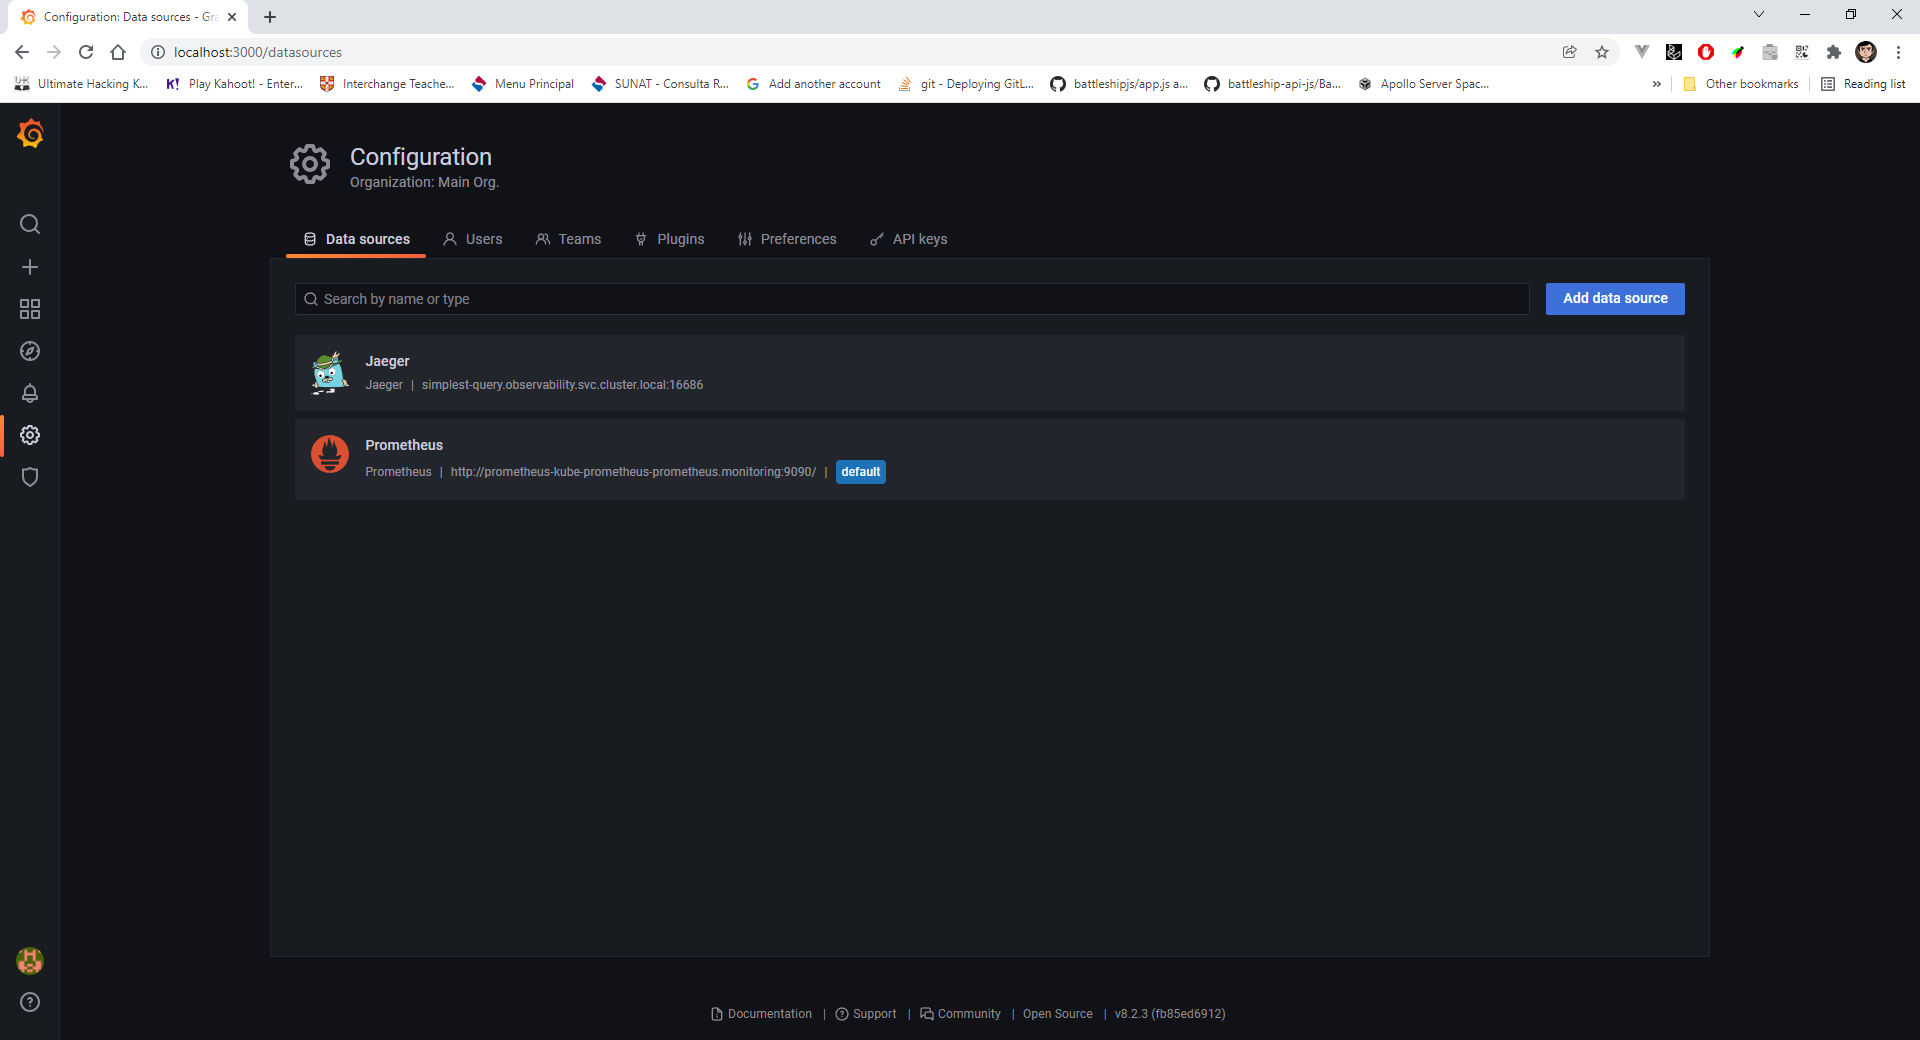 Configuration: Data sources - Gra
localhost:3000/datasources
Ultimate Hacking K... Play Kahoot! - Enter... Interchange Teache... Menu Principal SUNAT - Consulta R... Add another account git - Deploying GitL... battleshipjs/app.js a... battleship-api-js/Ba... Apollo Server Spac... » Other bookmarks Reading list
Configuration
Organization: Main Org.
Data sources Users Teams Plugins Preferences API keys
Search by name or type Add data source
Jaeger
Jaeger | simplest-query.observability.svc.cluster.local:16686
Prometheus
Prometheus | http://prometheus-kube-prometheus-prometheus.monitoring:9090/ | default
Documentation | Support | Community | Open Source | v8.2.3 (fb85ed6912)